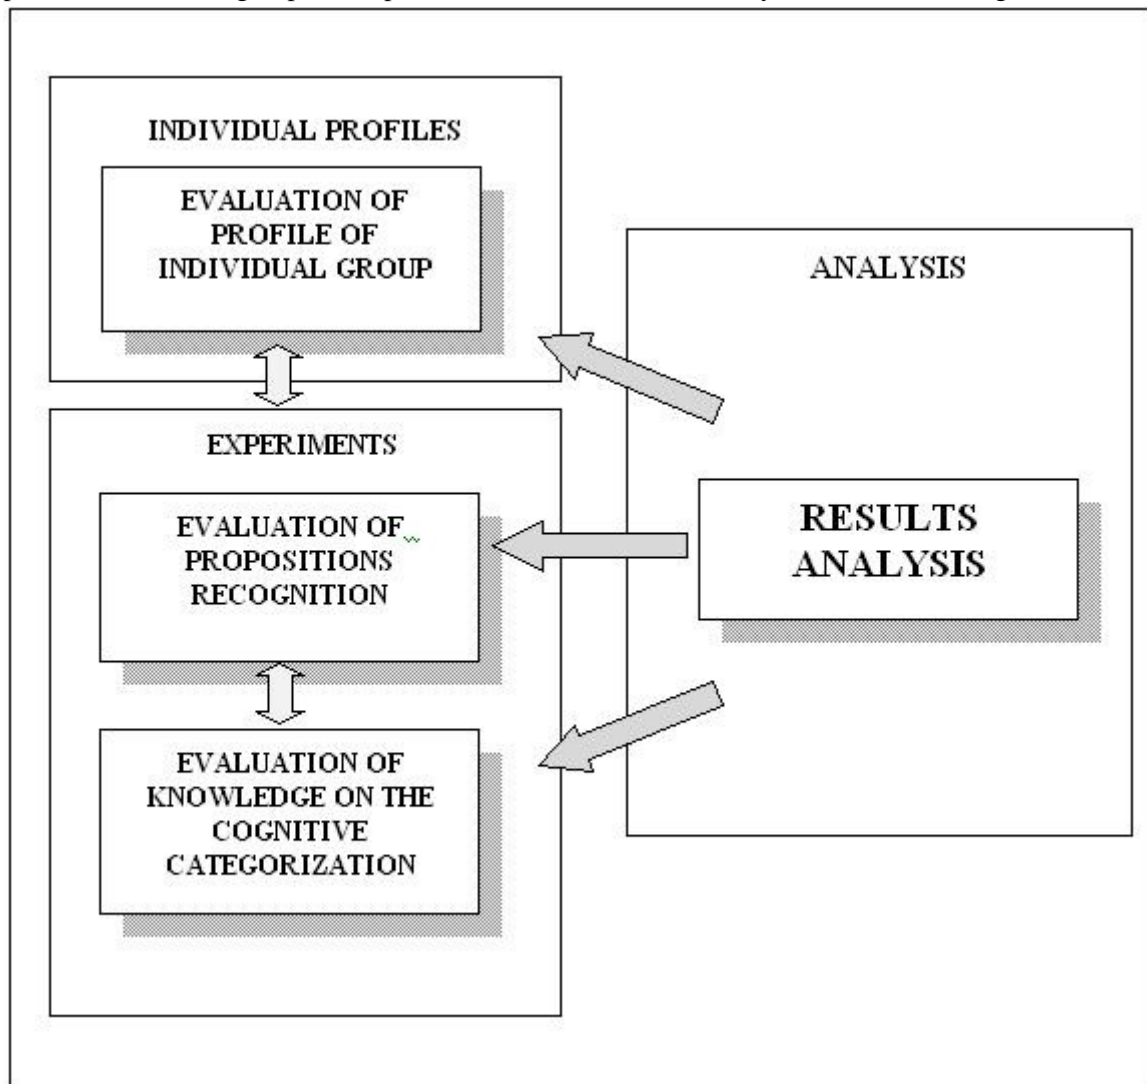 INDIVIDUAL PROFILES
EVALUATION OF
PROFILE OF
INDIVIDUAL GROUP
EXPERIMENTS
EVALUATION OF
PROPOSITIONS
RECOGNITION
EVALUATION OF
KNOWLEDGE ON THE
COGNITIVE
CATEGORIZATION
ANALYSIS
RESULTS
ANALYSIS